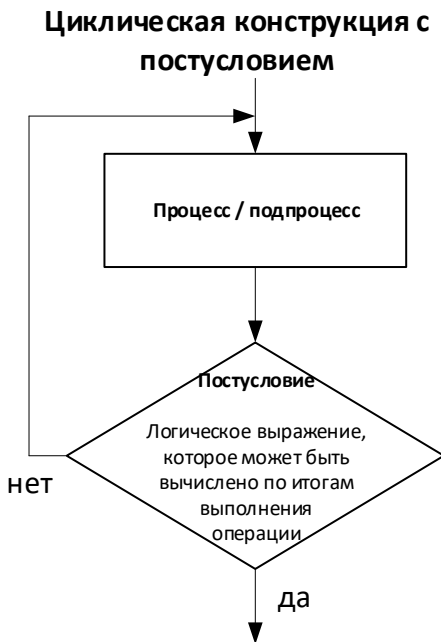 Циклическая конструкция с
постусловием
Процесс / подпроцесс
Постусловие
Логическое выражение,
которое может быть
вычислено по итогам
выполнения
операции
нет
да